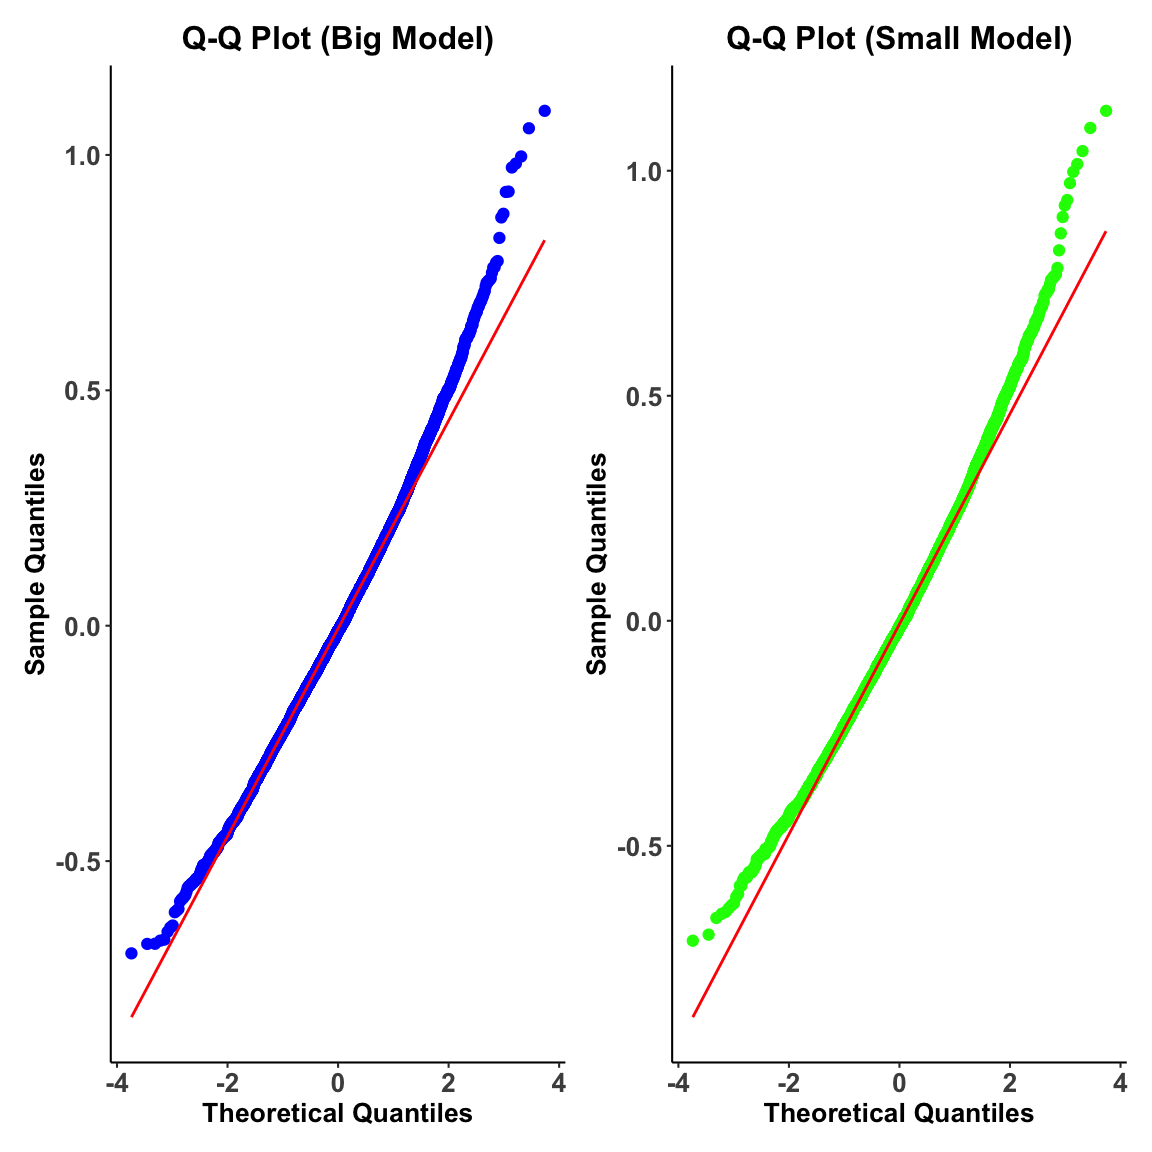 Q-Q Plot (Big Model)
Sample Quantiles
1.0
0.5
0.0
-0.5
-4 -2 0 2 4
Theoretical Quantiles
Q-Q Plot (Small Model)
Sample Quantiles
1.0
0.5
0.0
-0.5
-4 -2 0 2 4
Theoretical Quantiles